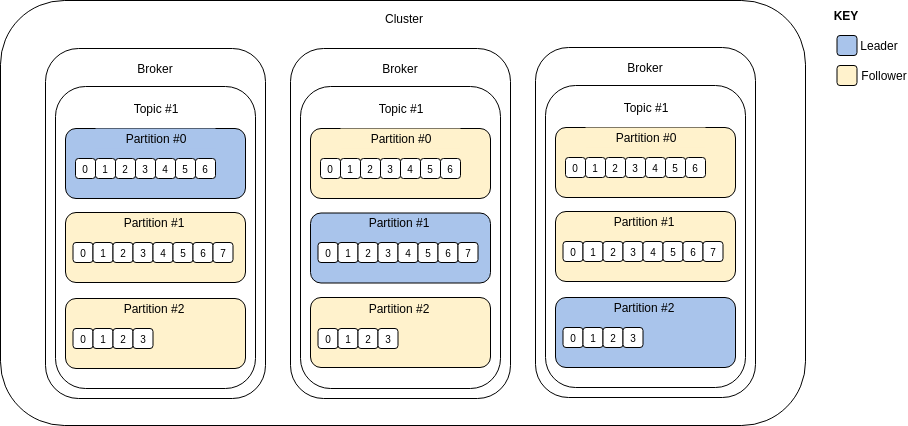 Cluster
KEY
Leader
Follower
Broker
Topic #1
Partition #0
0 1 2 3 4 5 6
Partition #1
0 1 2 3 4 5 6 7
Partition #2
0 1 2 3
Broker
Topic #1
Partition #0
0 1 2 3 4 5 6
Partition #1
0 1 2 3 4 5 6 7
Partition #2
0 1 2 3
Broker
Topic #1
Partition #0
0 1 2 3 4 5 6
Partition #1
0 1 2 3 4 5 6 7
Partition #2
0 1 2 3